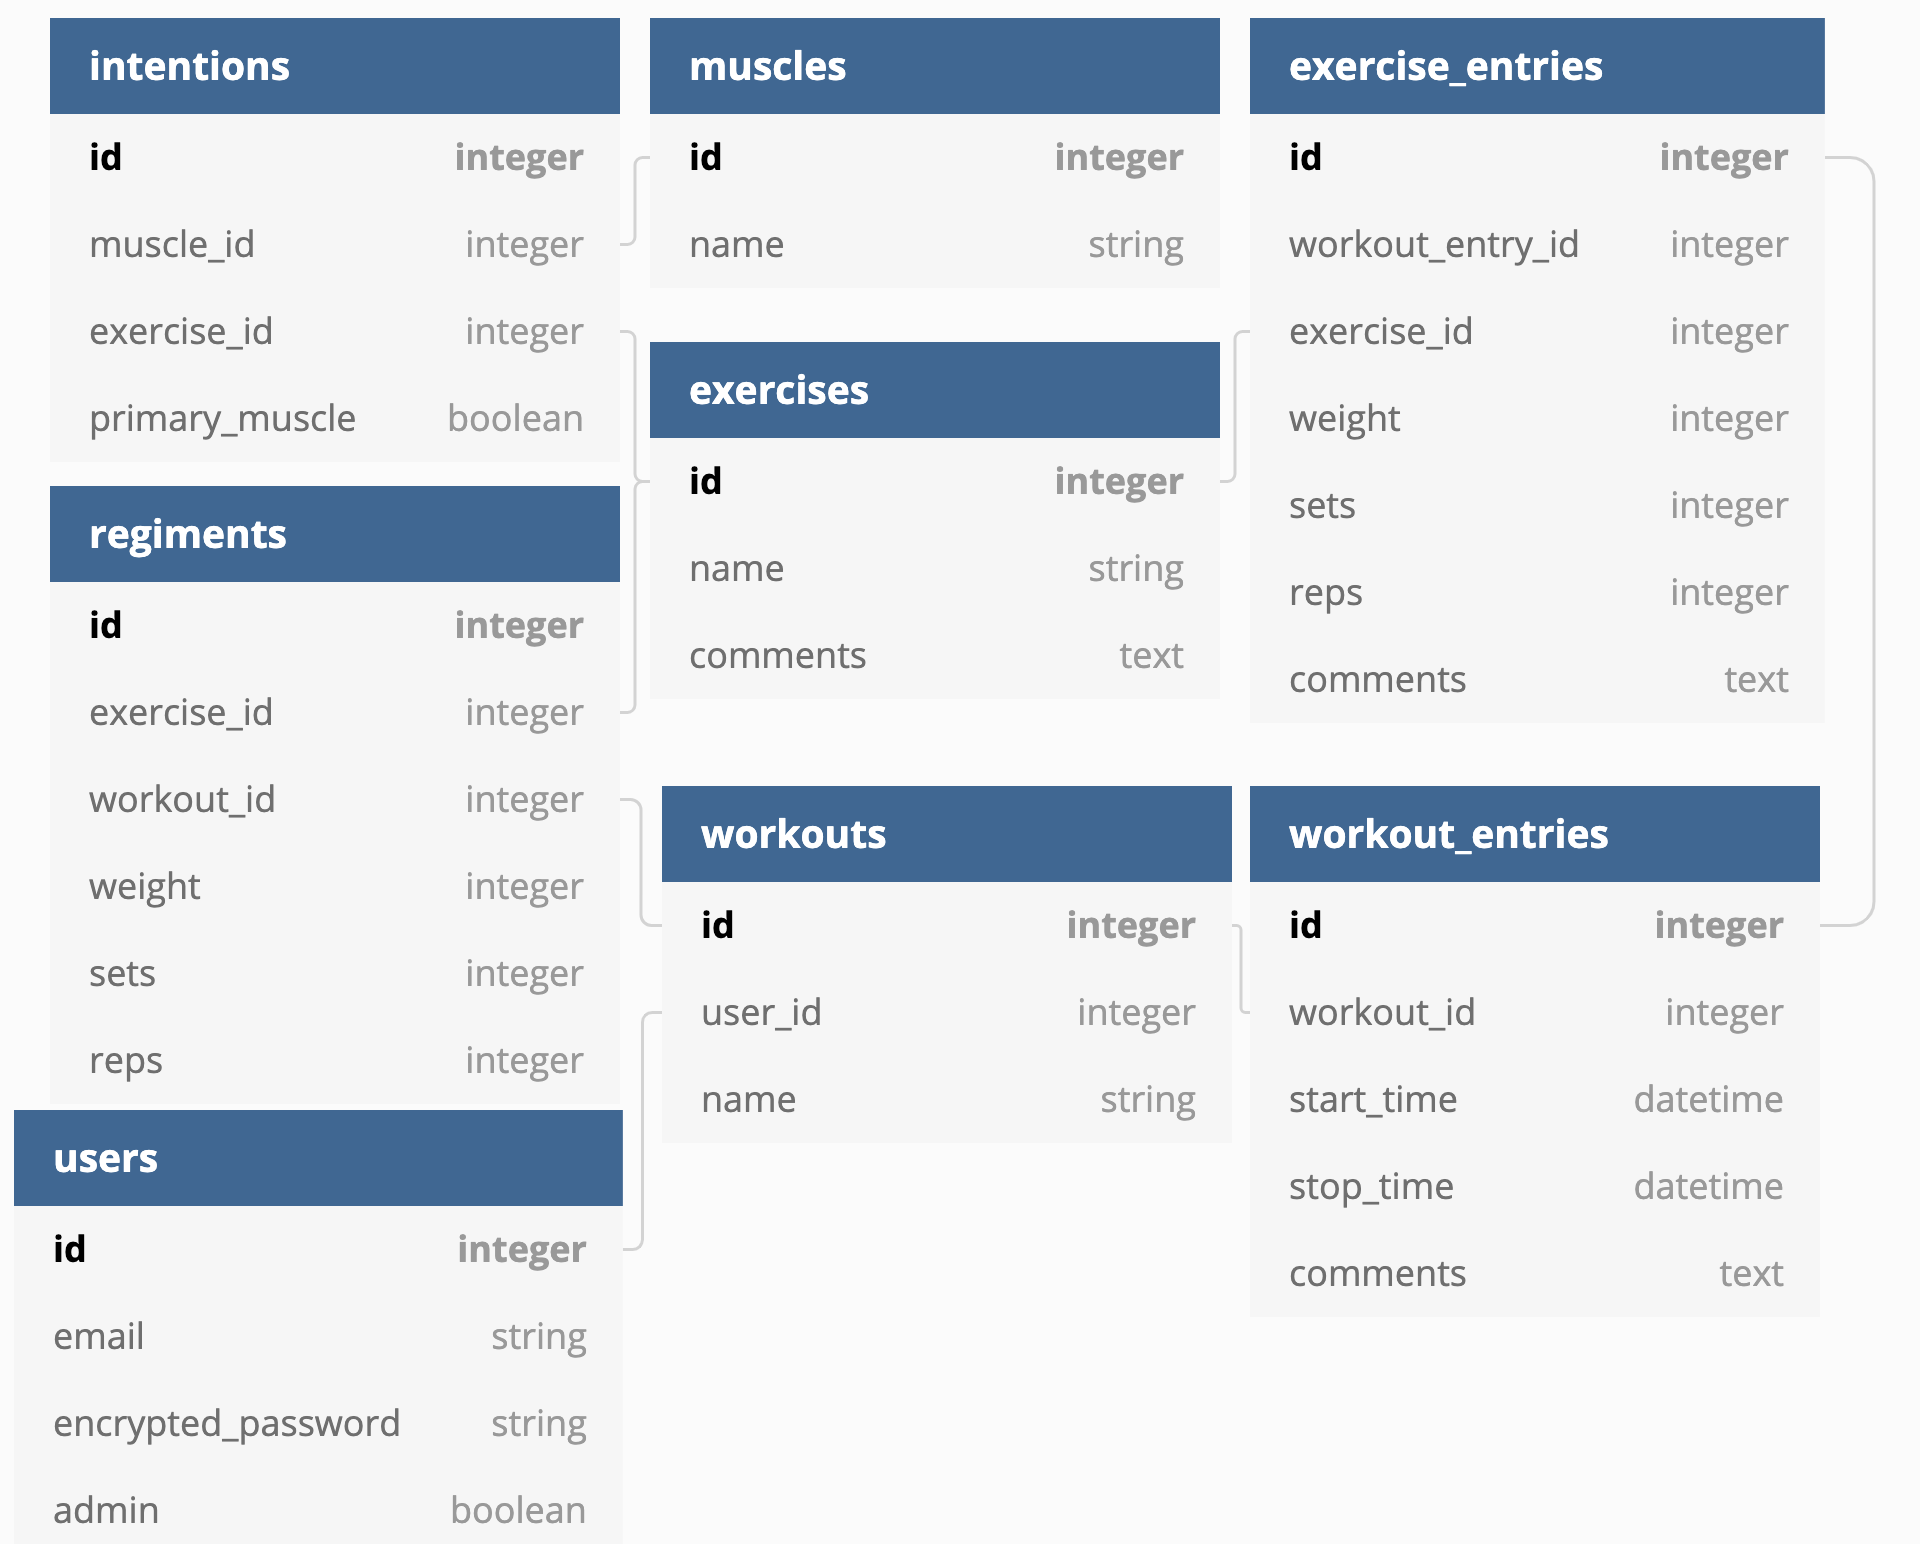 intentions
id integer
muscle_id integer
exercise_id integer
primary_muscle boolean
regiments
id integer
exercise_id integer
workout_id integer
weight integer
sets integer
reps integer
users
id integer
email string
encrypted_password string
admin boolean
muscles
id integer
name string
exercises
id integer
name string
comments text
workouts
id integer
user_id integer
name string
exercise_entries
id integer
workout_entry_id integer
exercise_id integer
weight integer
sets integer
reps integer
comments text
workout_entries
id integer
workout_id integer
start_time datetime
stop_time datetime
comments text